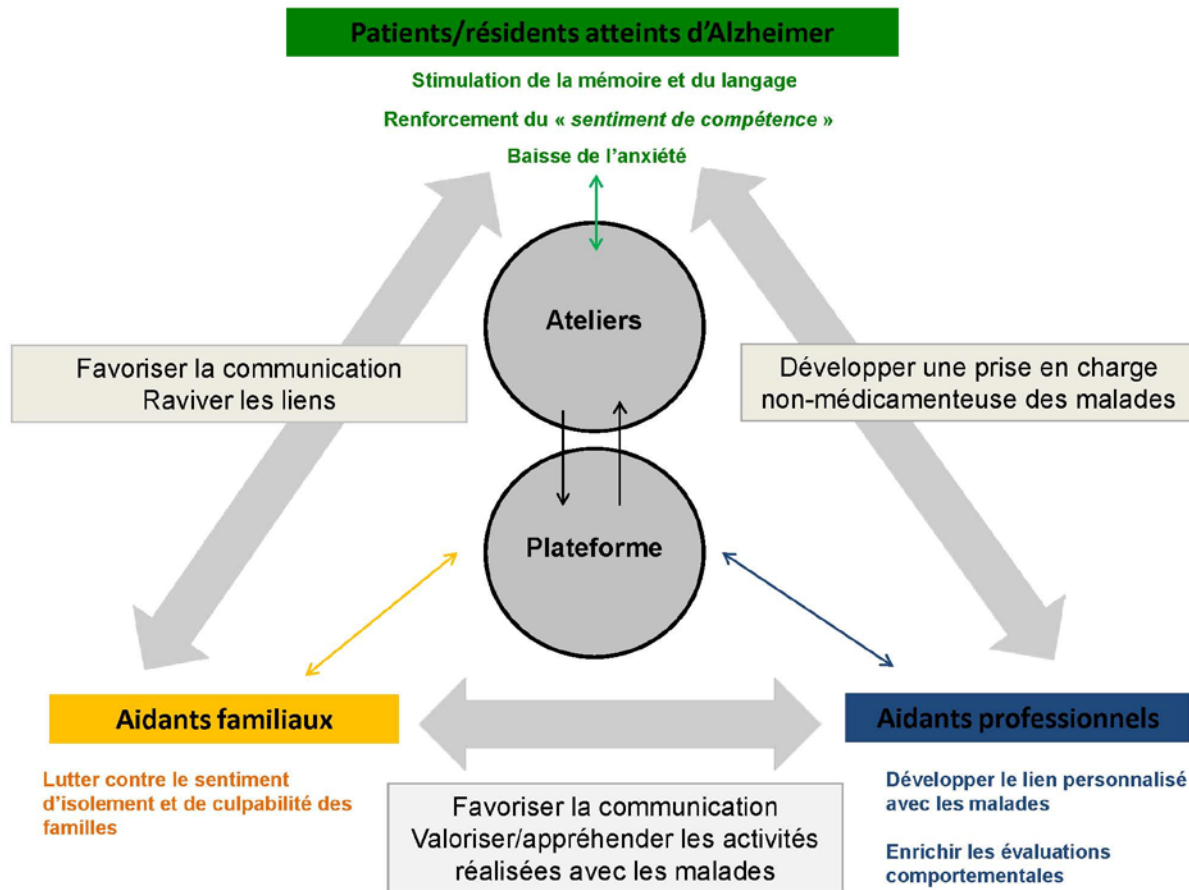 Patients/résidents atteints d'Alzheimer
Stimulation de la mémoire et du langage
Renforcement du « sentiment de compétence »
Baisse de l'anxiété
Ateliers
Favoriser la communication
Raviver les liens
Développer une prise en charge
non-médicamenteuse des malades
Plateforme
Aidants familiaux
Aidants professionnels
Lutter contre le sentiment
d'isolement et de culpabilité des
familles
Favoriser la communication
Valoriser/appréhender les activités
réalisées avec les malades
Développer le lien personnalisé
avec les malades
Enrichir les évaluations
comportementales